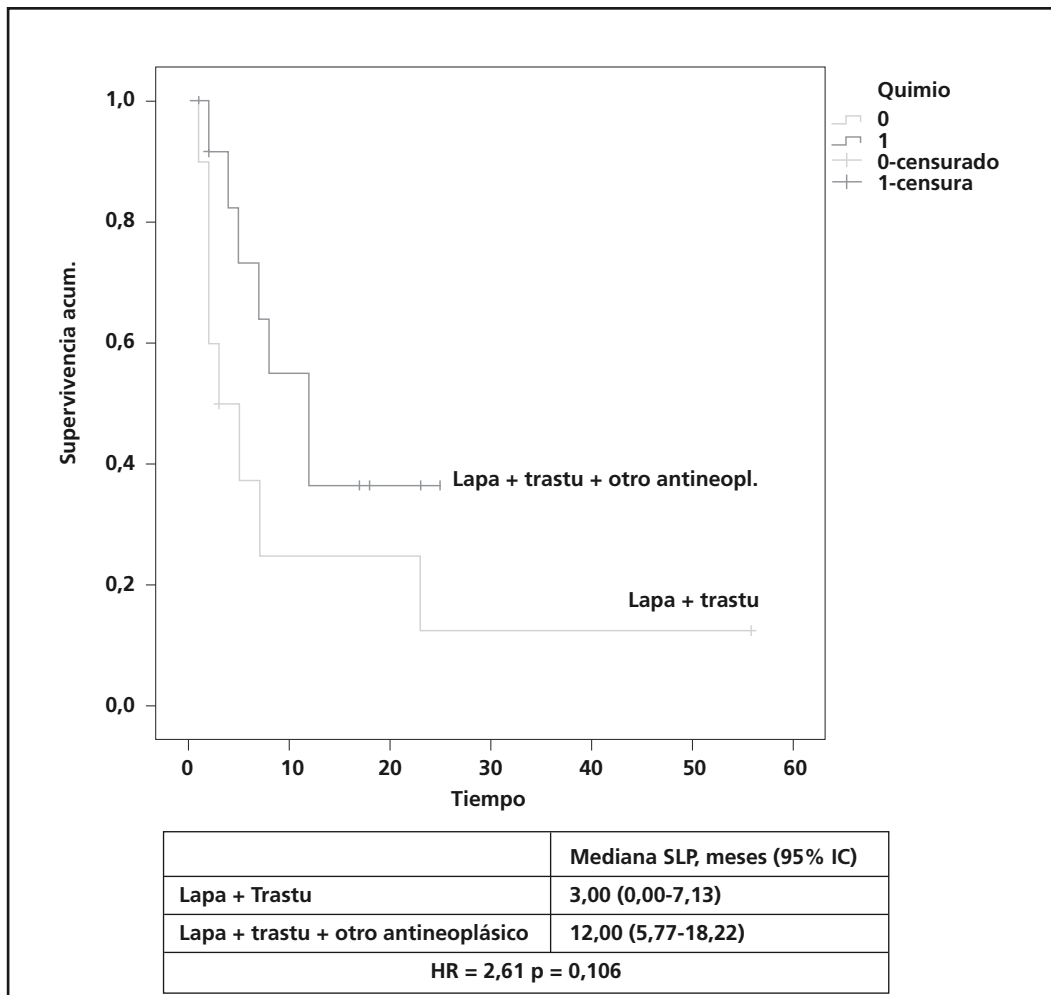 Quimio
0
1
0-censurado
1-censura
Supervivencia acum.
1,0
0,8
0,6
0,4
0,2
0,0
Lapa + trastu + otro antineopl.
Lapa + trastu
0 10 20 30 40 50 60
Tiempo
Mediana SLP, meses (95% IC)
Lapa + Trastu 3,00 (0,00-7,13)
Lapa + trastu + otro antineoplásico 12,00 (5,77-18,22)
HR = 2,61 p = 0,106